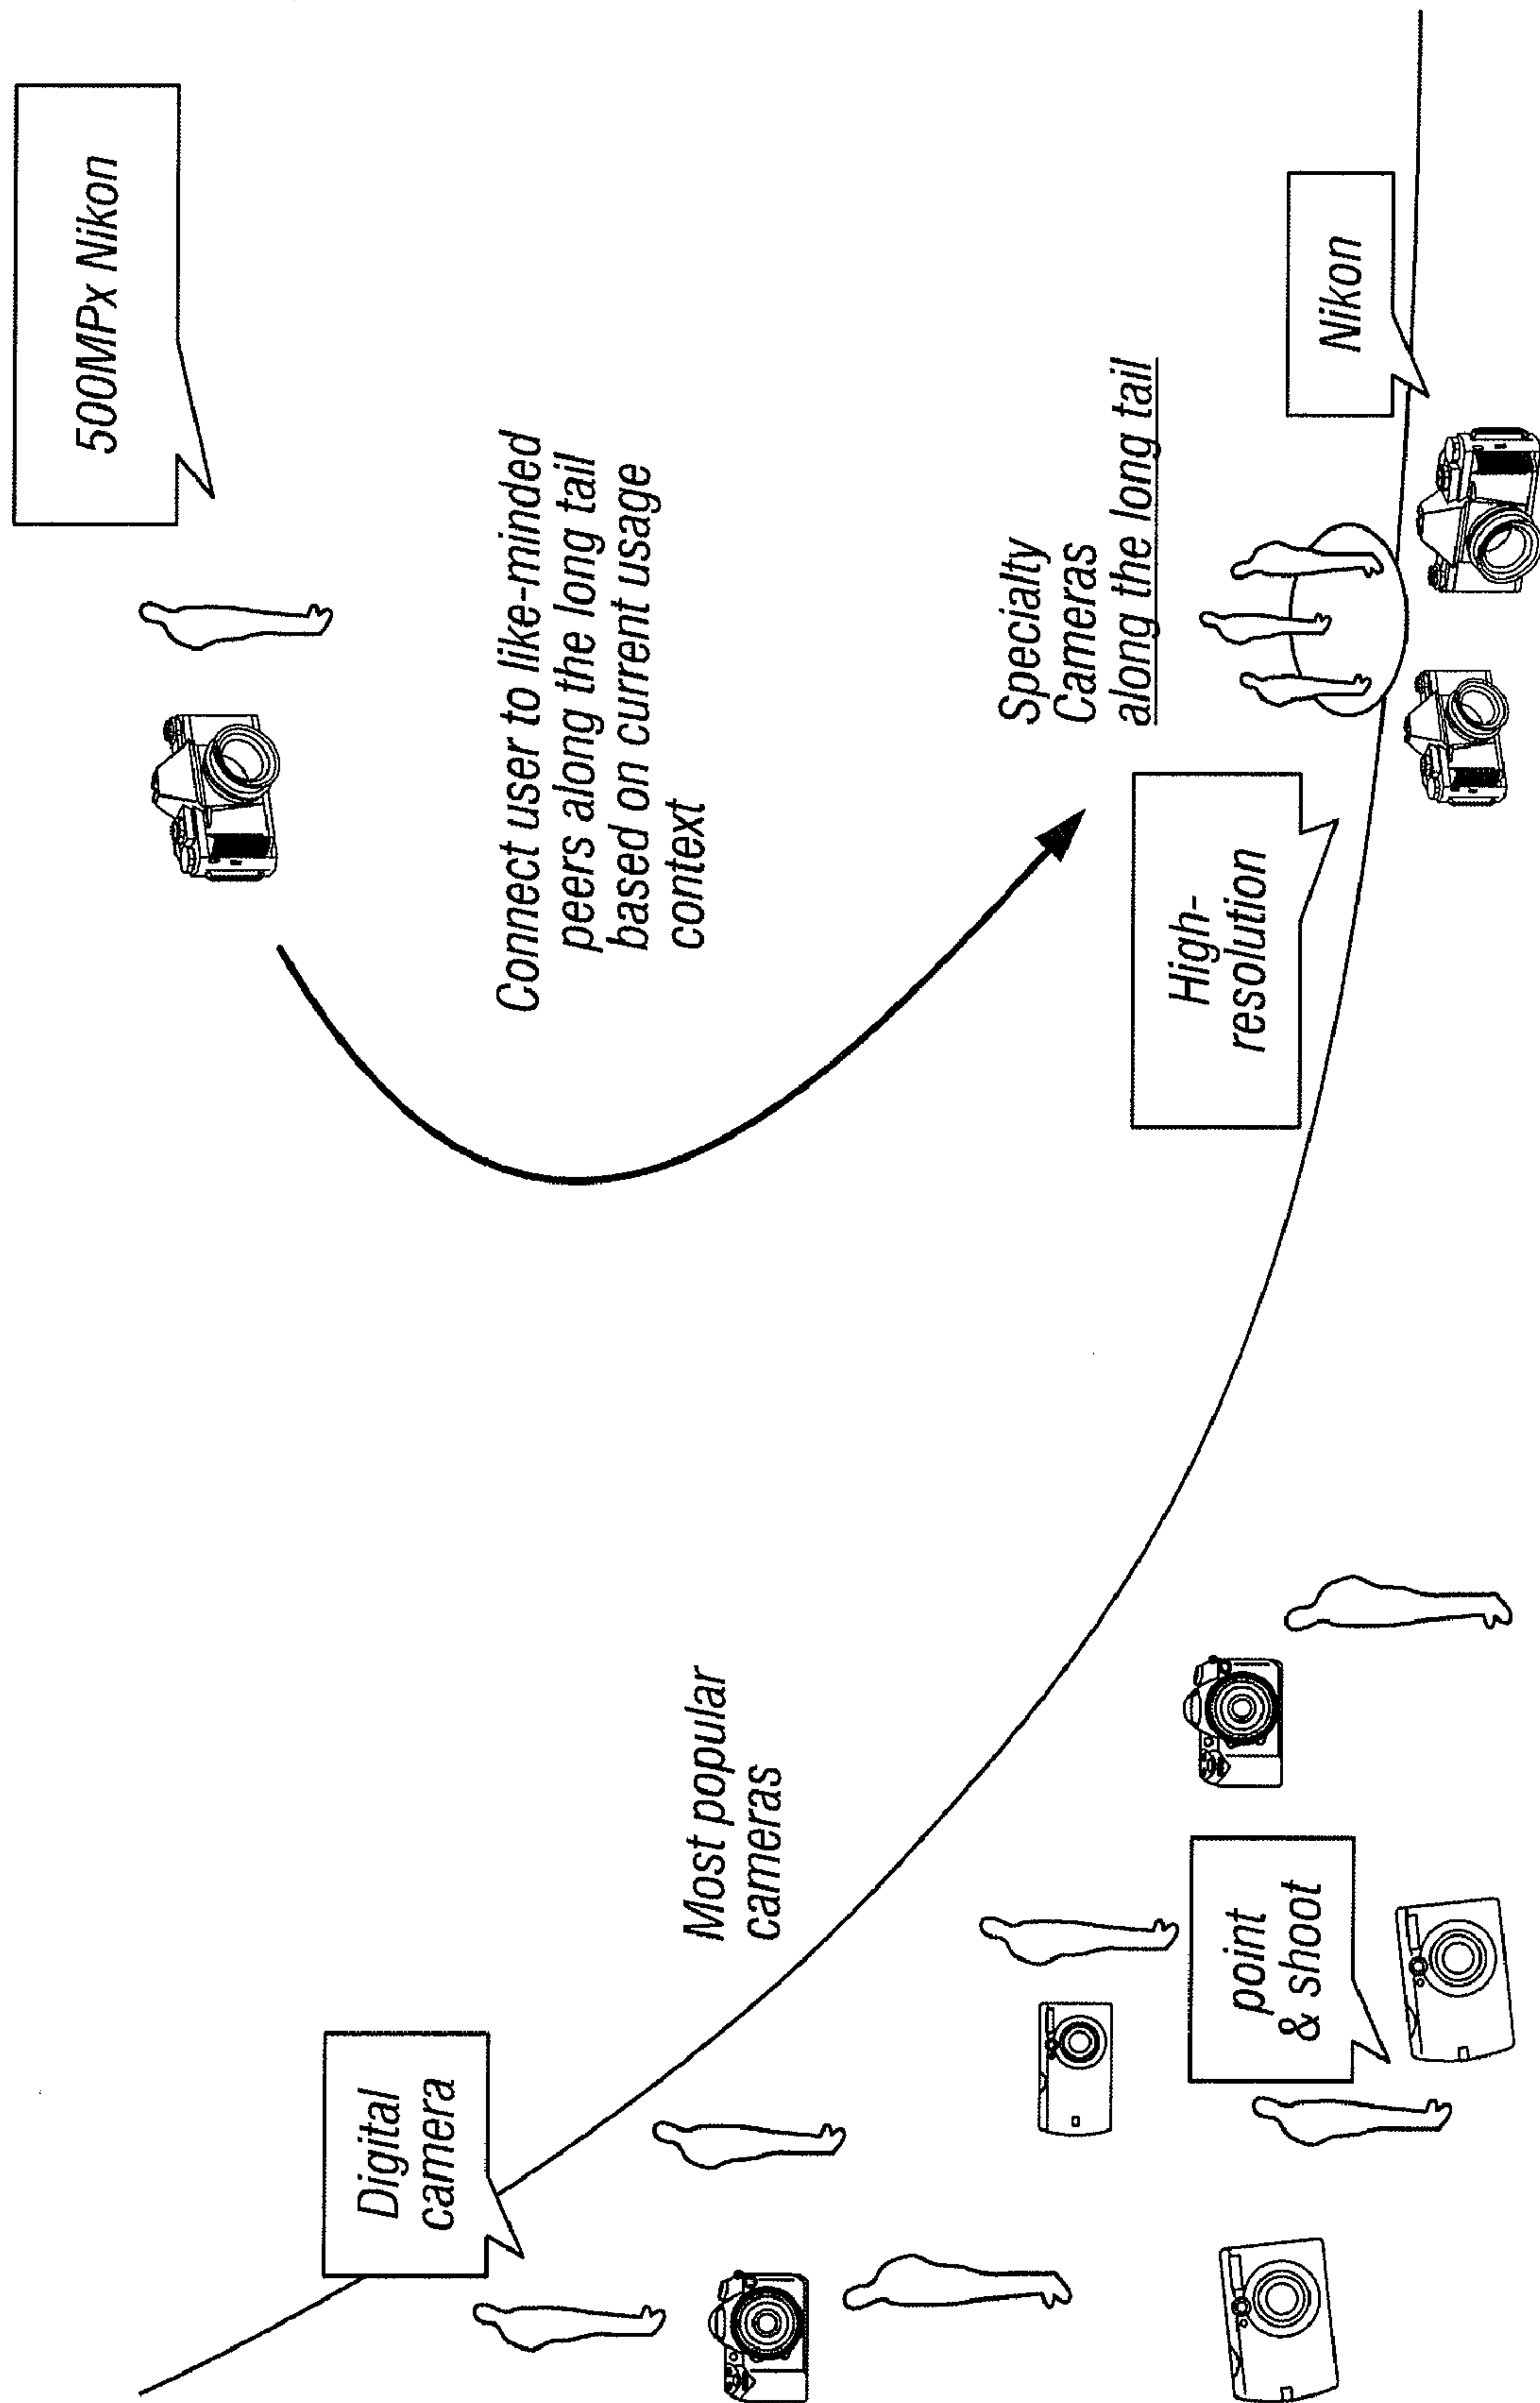 500MPx Nikon
Connect user to like-minded
peers along the long tail
based on current usage
context
Digital
camera
Most popular
cameras
Specialty
Cameras
along the long tail
High-
resolution
Nikon
point
& shoot